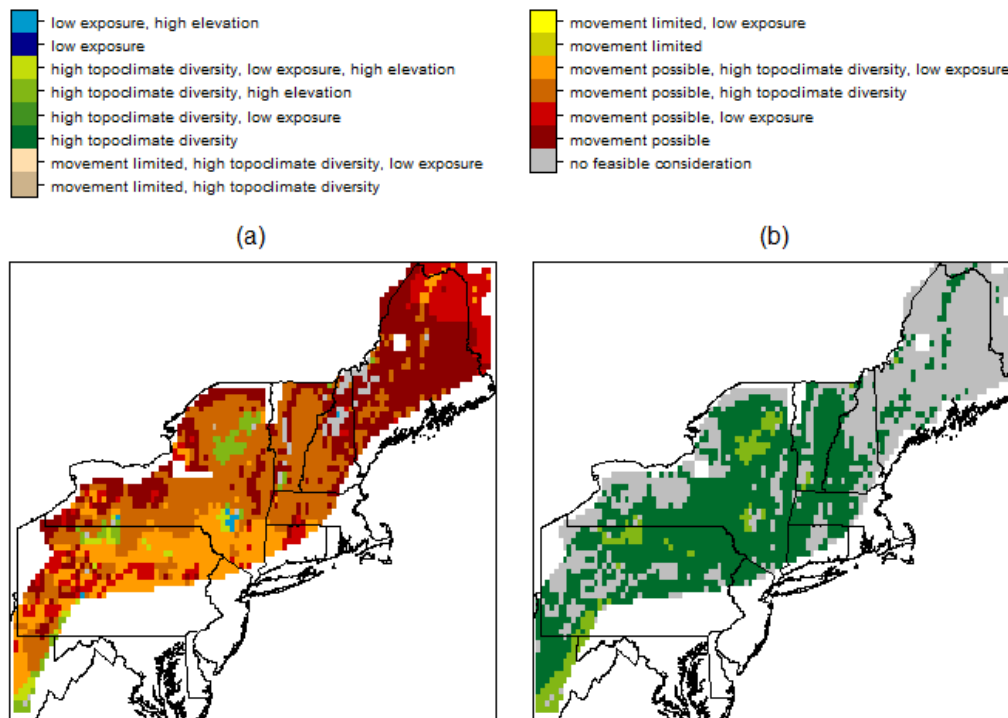 low exposure, high elevation
low exposure
high topoclimate diversity, low exposure, high elevation
high topoclimate diversity, high elevation
high topoclimate diversity, low exposure
high topoclimate diversity
movement limited, high topoclimate diversity, low exposure
movement limited, high topoclimate diversity
movement limited, low exposure
movement limited
movement possible, high topoclimate diversity, low exposure
movement possible, high topoclimate diversity
movement possible, low exposure
movement possible
no feasible consideration
(a)
(b)